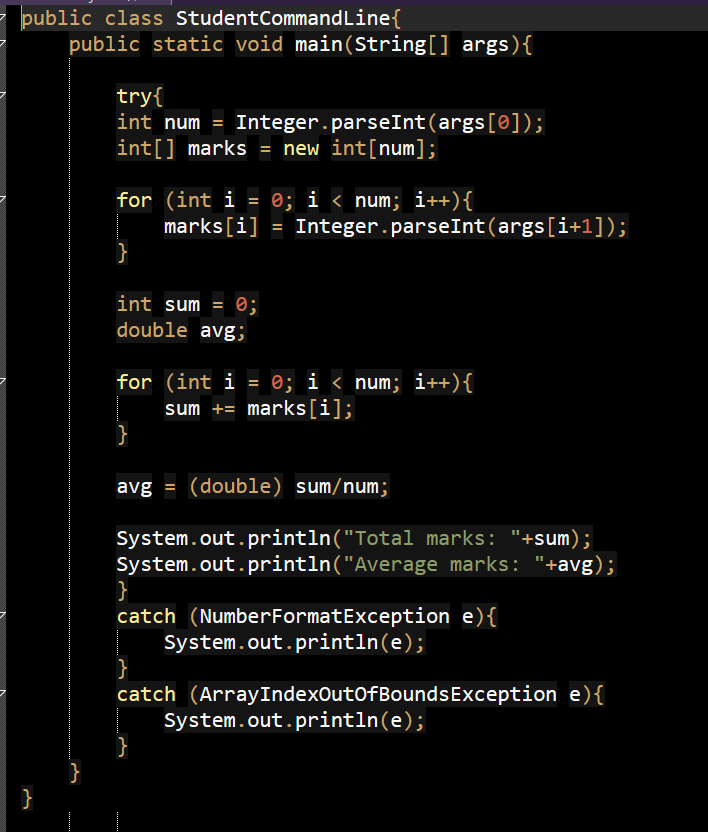 public class StudentCommandLine{
    public static void main(String[] args){

        try{
        int num = Integer.parseInt(args[0]);
        int[] marks = new int[num];

        for (int i = 0; i < num; i++){
            marks[i] = Integer.parseInt(args[i+1]);
        }

        int sum = 0;
        double avg;

        for (int i = 0; i < num; i++){
            sum += marks[i];
        }

        avg = (double) sum/num;

        System.out.println("Total marks: "+sum);
        System.out.println("Average marks: "+avg);
        }
        catch (NumberFormatException e){
            System.out.println(e);
        }
        catch (ArrayIndexOutOfBoundsException e){
            System.out.println(e);
        }
    }
}